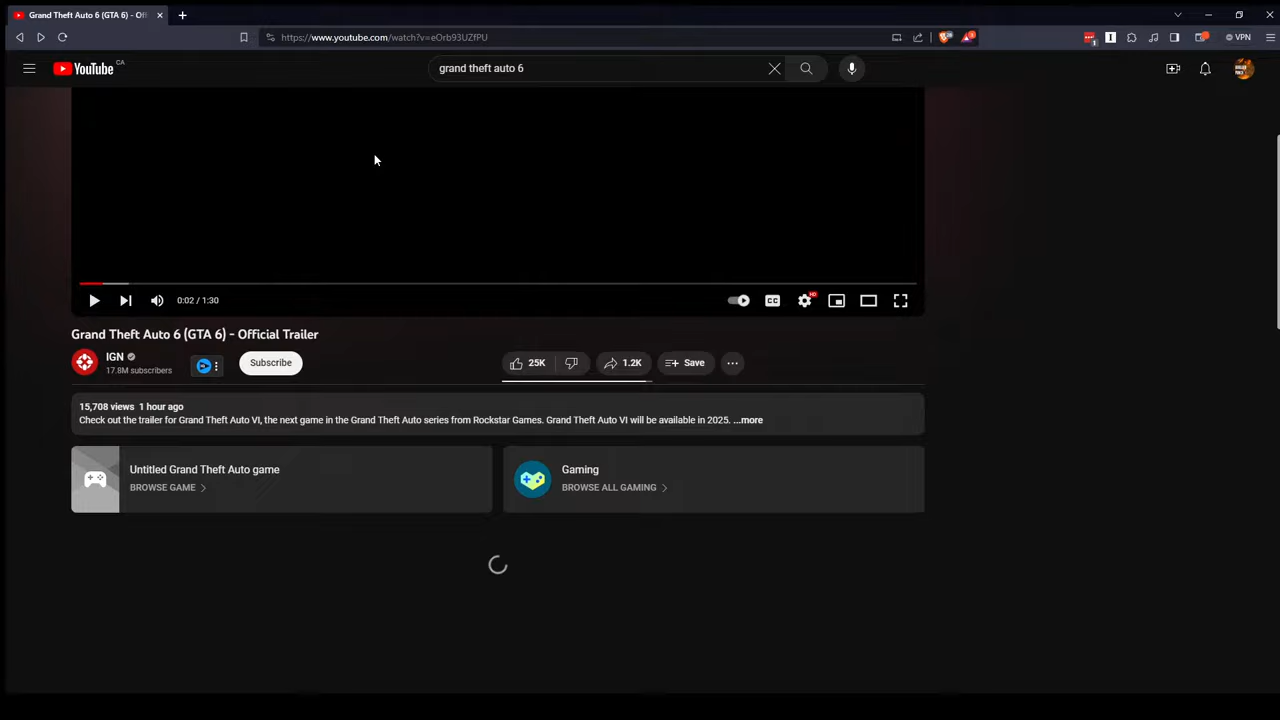 Grand Theft Auto 6 (GTA 6) - Of
https://www.youtube.com/watch?v=eOrb93UZfPU
VPN
YouTube CA
grand theft auto 6
0:02 / 1:30
CC
HD
Grand Theft Auto 6 (GTA 6) - Official Trailer
IGN
17.8M subscribers
Subscribe
25K
1.2K
Save
15,708 views 1 hour ago
Check out the trailer for Grand Theft Auto VI, the next game in the Grand Theft Auto series from Rockstar Games. Grand Theft Auto VI will be available in 2025. ...more
Untitled Grand Theft Auto game
BROWSE GAME
Gaming
BROWSE ALL GAMING